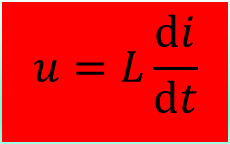 u = L di/dt